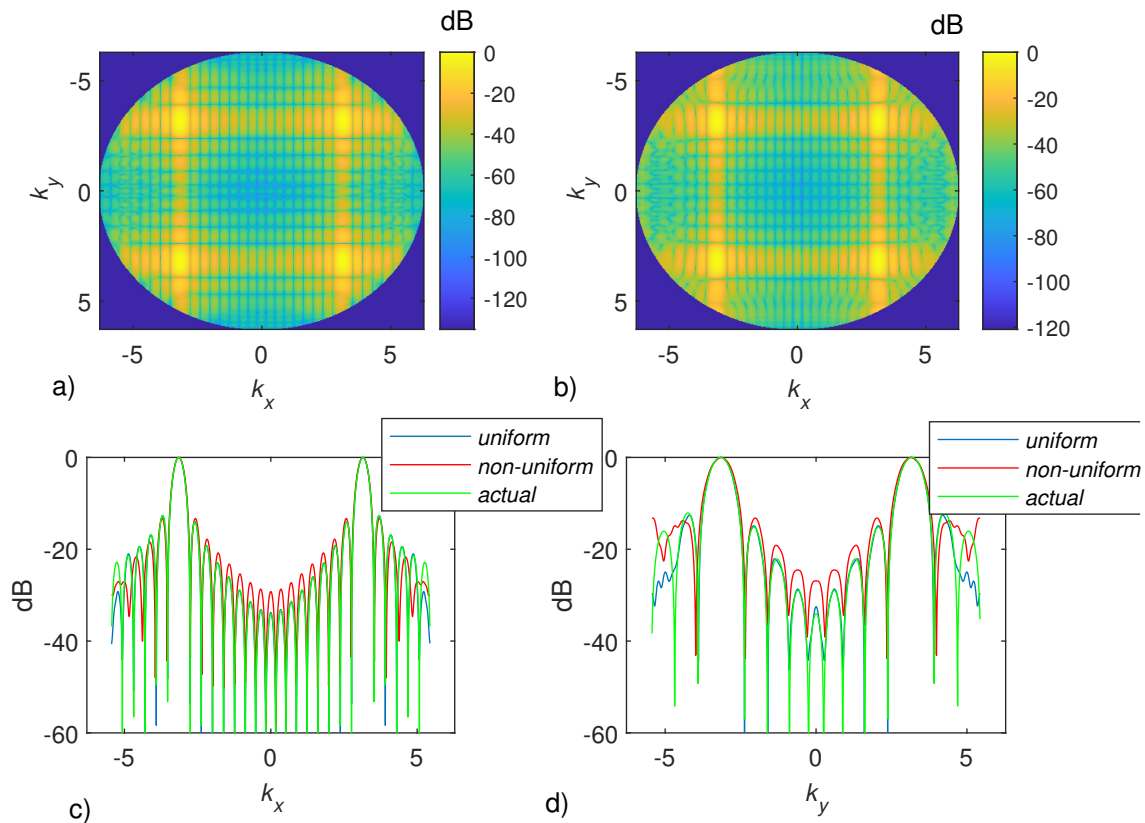 dB
-5
0
5
k_y
-5 0 5
k_x
0
-20
-40
-60
-80
-100
-120
a)
dB
-5
0
5
k_y
-5 0 5
k_x
0
-20
-40
-60
-80
-100
-120
b)
uniform
non-uniform
actual
0
-20
-40
-60
dB
-5 0 5
k_x
c)
uniform
non-uniform
actual
0
-20
-40
-60
dB
-5 0 5
k_y
d)